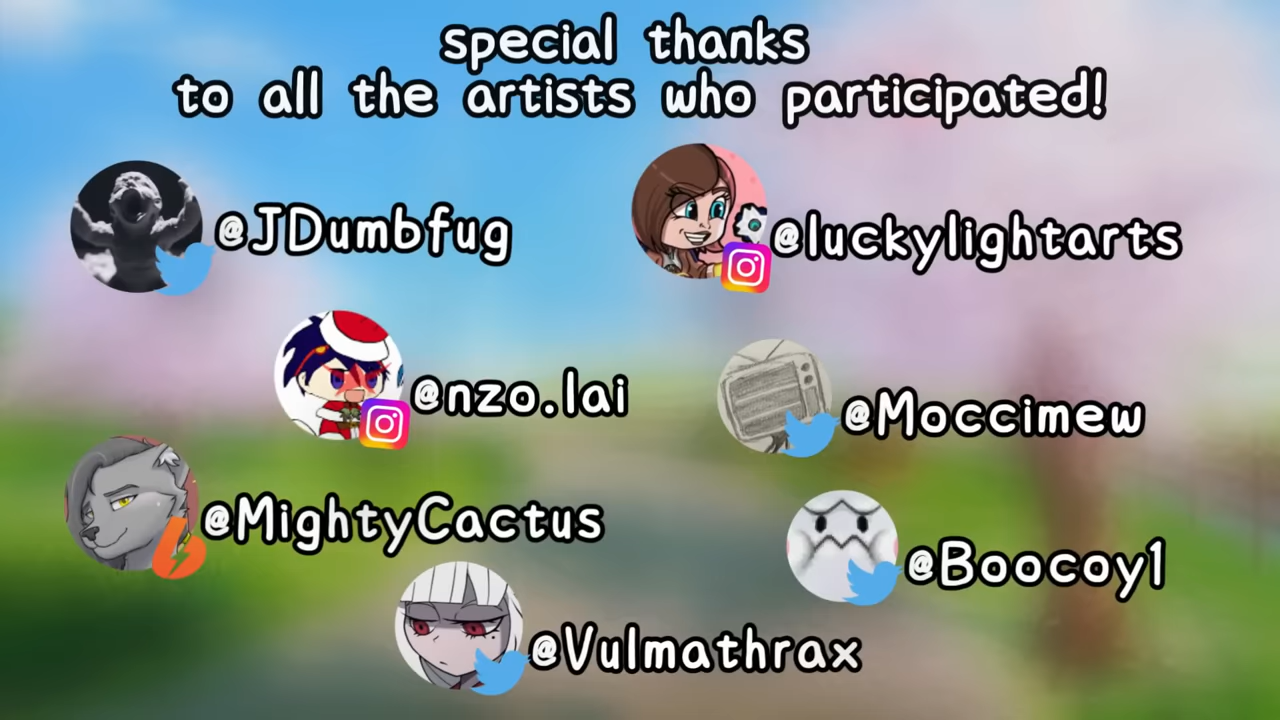 special thanks
to all the artists who participated!
@JDumbfug
@luckylightarts
@nzo.lai
@Moccimew
@MightyCactus
@Boocoy1
@Vulmathrax